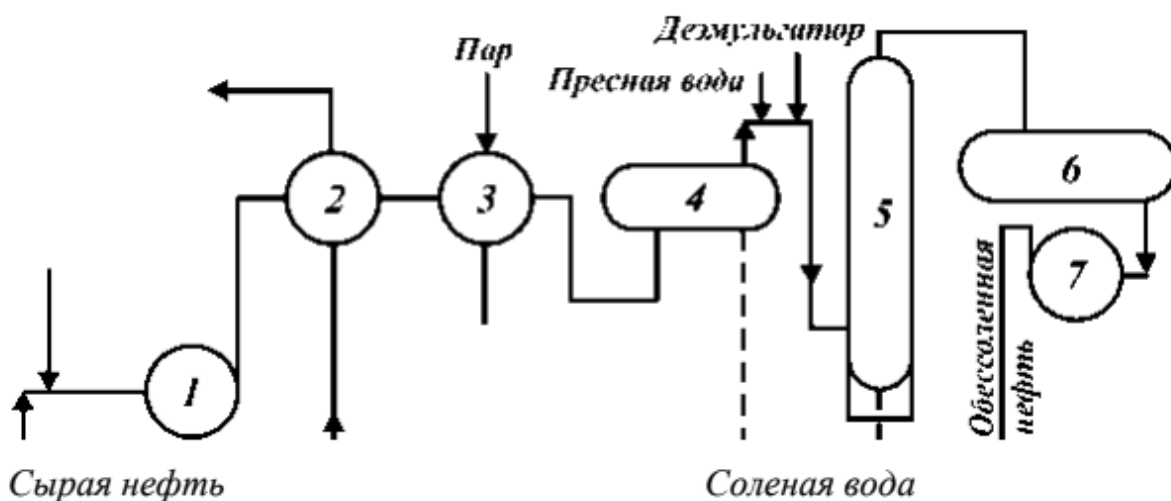 Деэмульгатор
Пар
Пресная вода
2
3
4
5
6
7
1
Обессоленная
нефть
Сырая нефть
Соленая вода